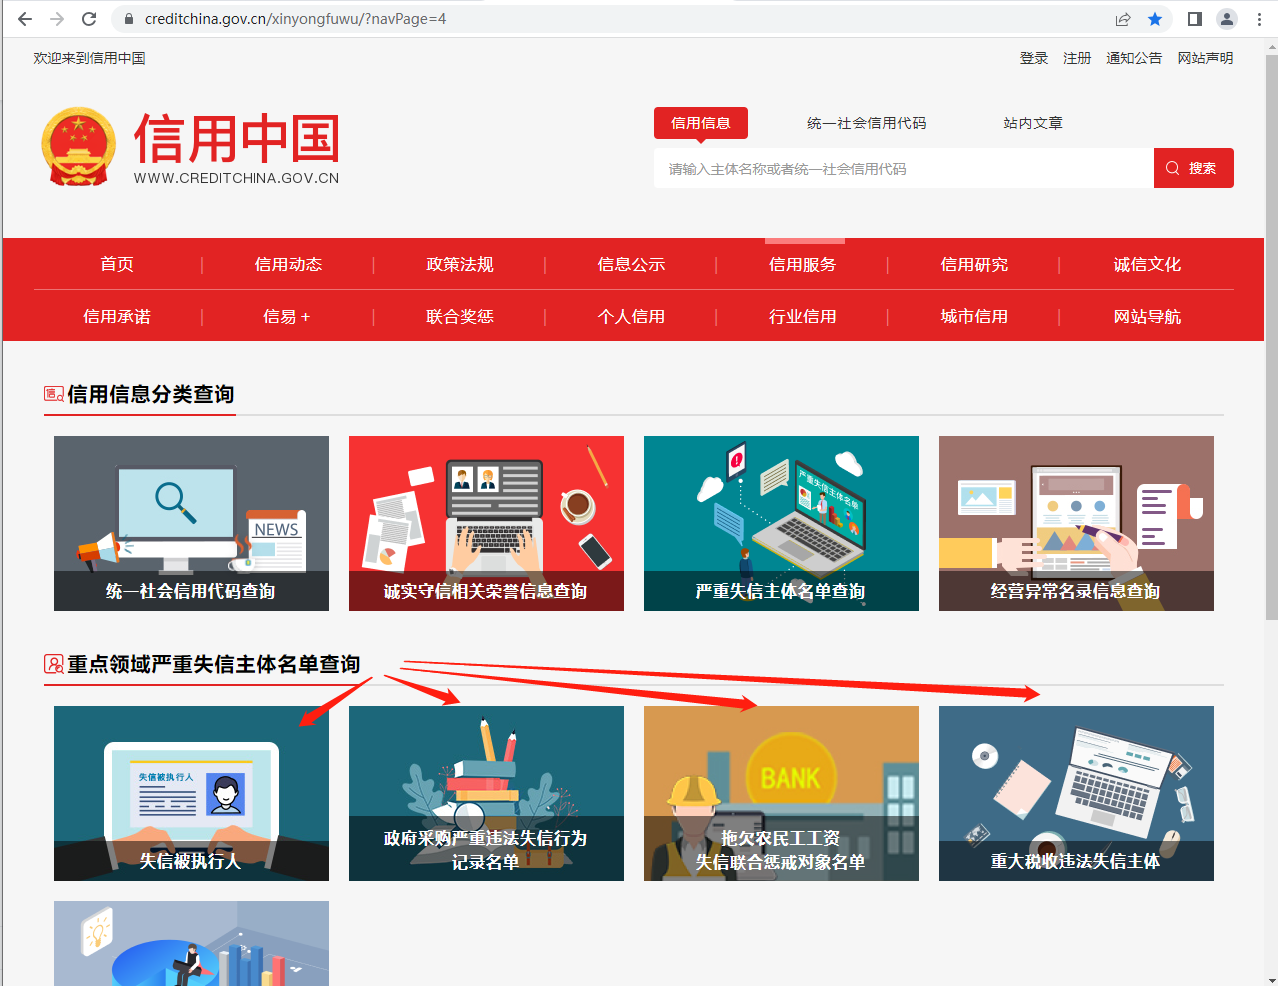 creditchina.gov.cn/xinyongfuwu/?navPage=4
欢迎来到信用中国
登录 注册 通知公告 网站声明
信用中国
WWW.CREDITCHINA.GOV.CN
信用信息 统一社会信用代码 站内文章
请输入主体名称或者统一社会信用代码
搜索
首页 信用动态 政策法规 信息公示 信用服务 信用研究 诚信文化
信用承诺 信易+ 联合奖惩 个人信用 行业信用 城市信用 网站导航
信用信息分类查询
NEWS
严重失信主体名单
统一社会信用代码查询
诚实守信相关荣誉信息查询
严重失信主体名单查询
经营异常名录信息查询
重点领域严重失信主体名单查询
失信被执行人
BANK
失信被执行人
政府采购严重违法失信行为
记录名单
拖欠农民工工资
失信联合惩戒对象名单
重大税收违法失信主体